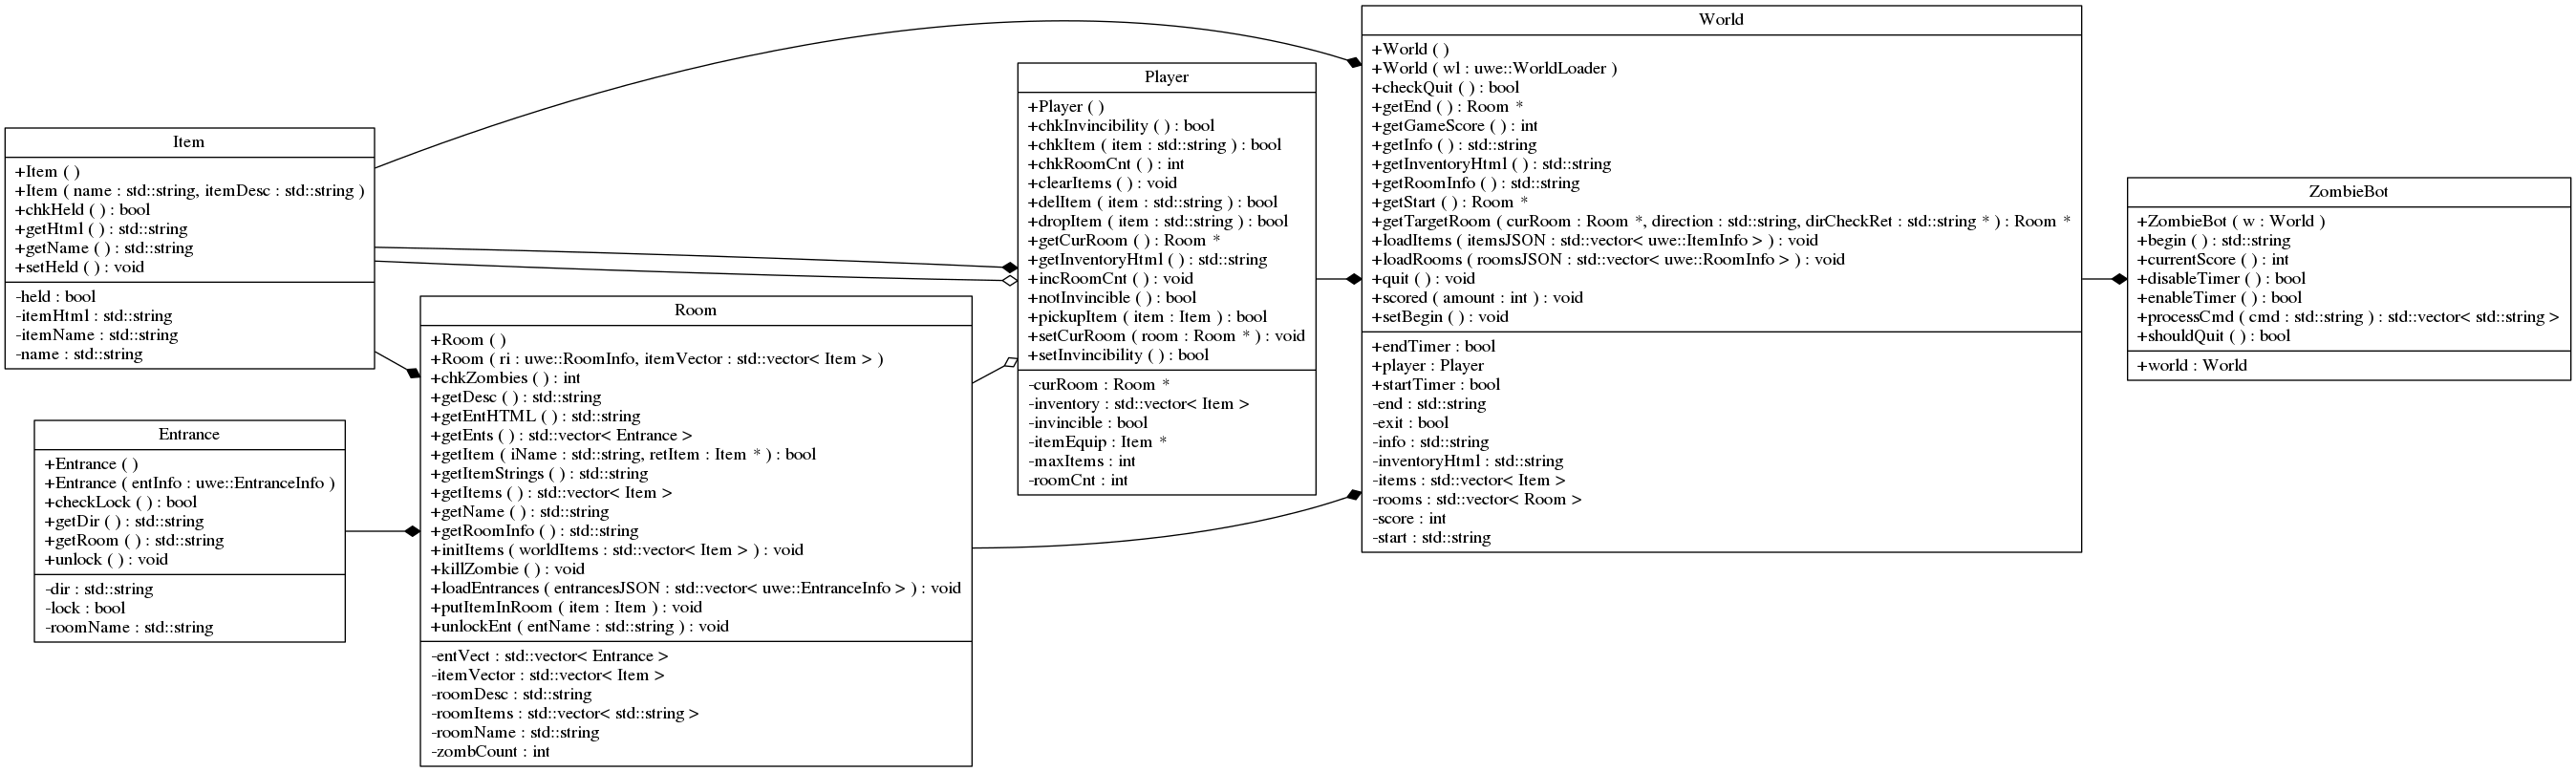 Item
+Item ( )
+Item ( name : std::string, itemDesc : std::string )
+chkHeld ( ) : bool
+getHtml ( ) : std::string
+getName ( ) : std::string
+setHeld ( ) : void
-held : bool
-itemHtml : std::string
-itemName : std::string
-name : std::string
Entrance
+Entrance ( )
+Entrance ( entInfo : uwe::EntranceInfo )
+checkLock ( ) : bool
+getDir ( ) : std::string
+getRoom ( ) : std::string
+unlock ( ) : void
-dir : std::string
-lock : bool
-roomName : std::string
Room
+Room ( )
+Room ( ri : uwe::RoomInfo, itemVector : std::vector< Item > )
+chkZombies ( ) : int
+getDesc ( ) : std::string
+getEntHTML ( ) : std::string
+getEnts ( ) : std::vector< Entrance >
+getItem ( iName : std::string, retItem : Item * ) : bool
+getItemStrings ( ) : std::string
+getItems ( ) : std::vector< Item >
+getName ( ) : std::string
+getRoomInfo ( ) : std::string
+initItems ( worldItems : std::vector< Item > ) : void
+killZombie ( ) : void
+loadEntrances ( entrancesJSON : std::vector< uwe::EntranceInfo > ) : void
+putItemInRoom ( item : Item ) : void
+unlockEnt ( entName : std::string ) : void
-entVect : std::vector< Entrance >
-itemVector : std::vector< Item >
-roomDesc : std::string
-roomItems : std::vector< std::string >
-roomName : std::string
-zombCount : int
Player
+Player ( )
+chkInvincibility ( ) : bool
+chkItem ( item : std::string ) : bool
+chkRoomCnt ( ) : int
+clearItems ( ) : void
+delItem ( item : std::string ) : bool
+dropItem ( item : std::string ) : bool
+getCurRoom ( ) : Room *
+getInventoryHtml ( ) : std::string
+incRoomCnt ( ) : void
+notInvincible ( ) : bool
+pickupItem ( item : Item ) : bool
+setCurRoom ( room : Room * ) : void
+setInvincibility ( ) : bool
-curRoom : Room *
-inventory : std::vector< Item >
-invincible : bool
-itemEquip : Item *
-maxItems : int
-roomCnt : int
World
+World ( )
+World ( wl : uwe::WorldLoader )
+checkQuit ( ) : bool
+getEnd ( ) : Room *
+getGameScore ( ) : int
+getInfo ( ) : std::string
+getInventoryHtml ( ) : std::string
+getRoomInfo ( ) : std::string
+getStart ( ) : Room *
+getTargetRoom ( curRoom : Room *, direction : std::string, dirCheckRet : std::string * ) : Room *
+loadItems ( itemsJSON : std::vector< uwe::ItemInfo > ) : void
+loadRooms ( roomsJSON : std::vector< uwe::RoomInfo > ) : void
+quit ( ) : void
+scored ( amount : int ) : void
+setBegin ( ) : void
+endTimer : bool
+player : Player
+startTimer : bool
-end : std::string
-exit : bool
-info : std::string
-inventoryHtml : std::string
-items : std::vector< Item >
-rooms : std::vector< Room >
-score : int
-start : std::string
ZombieBot
+ZombieBot ( w : World )
+begin ( ) : std::string
+currentScore ( ) : int
+disableTimer ( ) : bool
+enableTimer ( ) : bool
+processCmd ( cmd : std::string ) : std::vector< std::string >
+shouldQuit ( ) : bool
+world : World